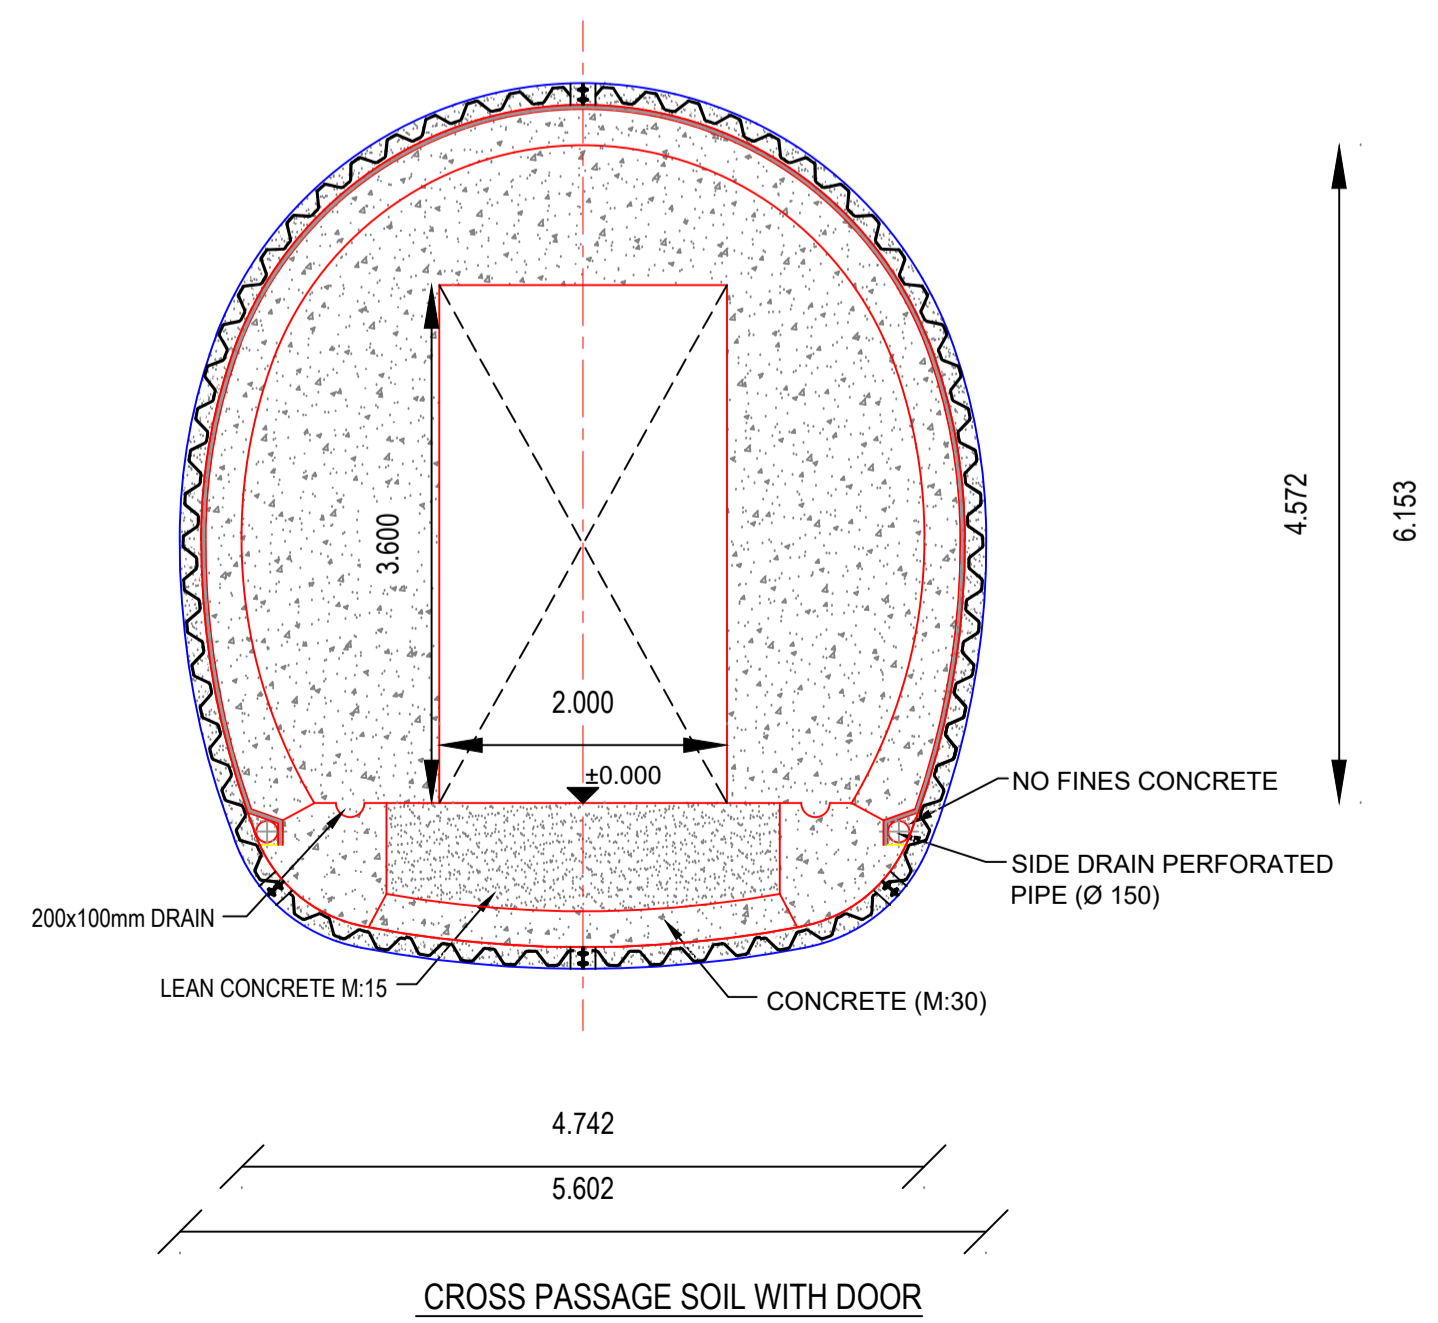 4.572
6.153
3.600
2.000
±0.000
NO FINES CONCRETE
SIDE DRAIN PERFORATED
PIPE (Ø 150)
200x100mm DRAIN
LEAN CONCRETE M:15
CONCRETE (M:30)
4.742
5.602
CROSS PASSAGE SOIL WITH DOOR